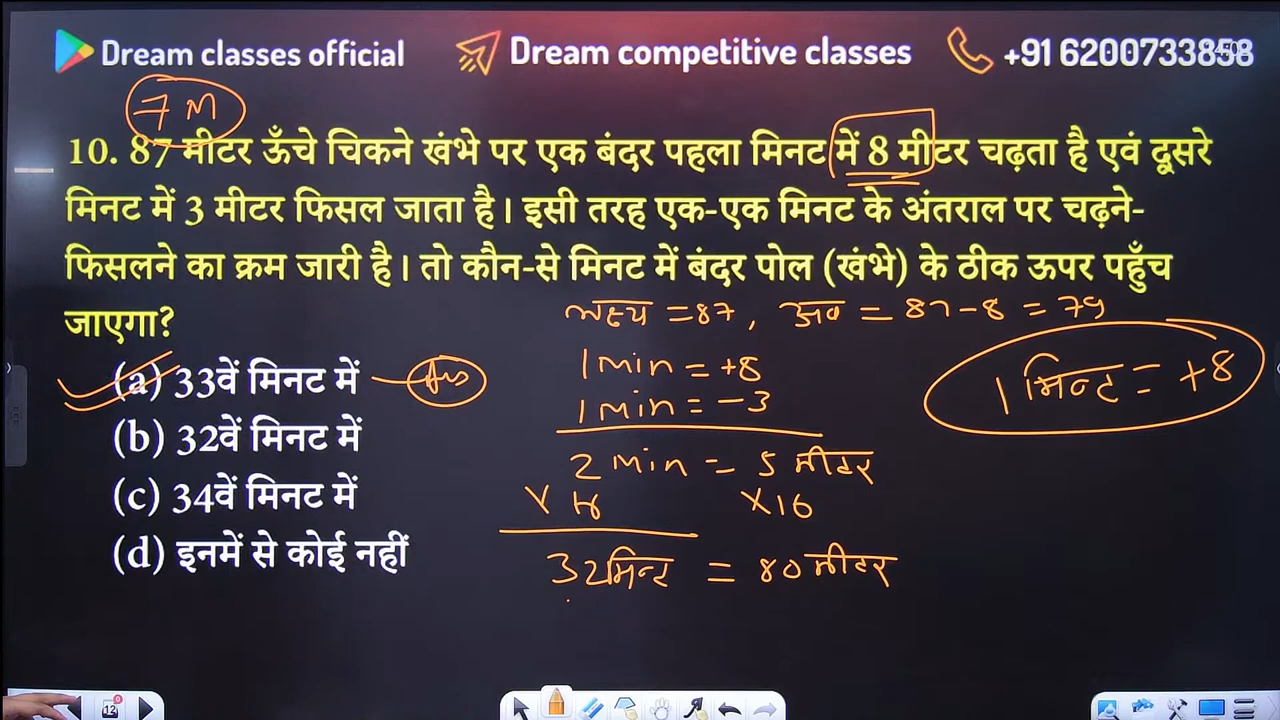 Dream classes official Dream competitive classes +91 6200733858
7 M
10. 87 मीटर ऊँचे चिकने खंभे पर एक बंदर पहला मिनट में 8 मीटर चढ़ता है एवं दूसरे
मिनट में 3 मीटर फिसल जाता है। इसी तरह एक-एक मिनट के अंतराल पर चढ़ने-
फिसलने का क्रम जारी है। तो कौन-से मिनट में बंदर पोल (खंभे) के ठीक ऊपर पहुँच
जाएगा?
लक्ष्य = 87, अब = 87-8 = 79
(a) 33वें मिनट में Ans
1 min = +8
1 मिनट = +8
1 min = -3
(b) 32वें मिनट में
2 min = 5 मीटर
(c) 34वें मिनट में
x 16 x16
(d) इनमें से कोई नहीं
32 मिनट = 80 मीटर
12